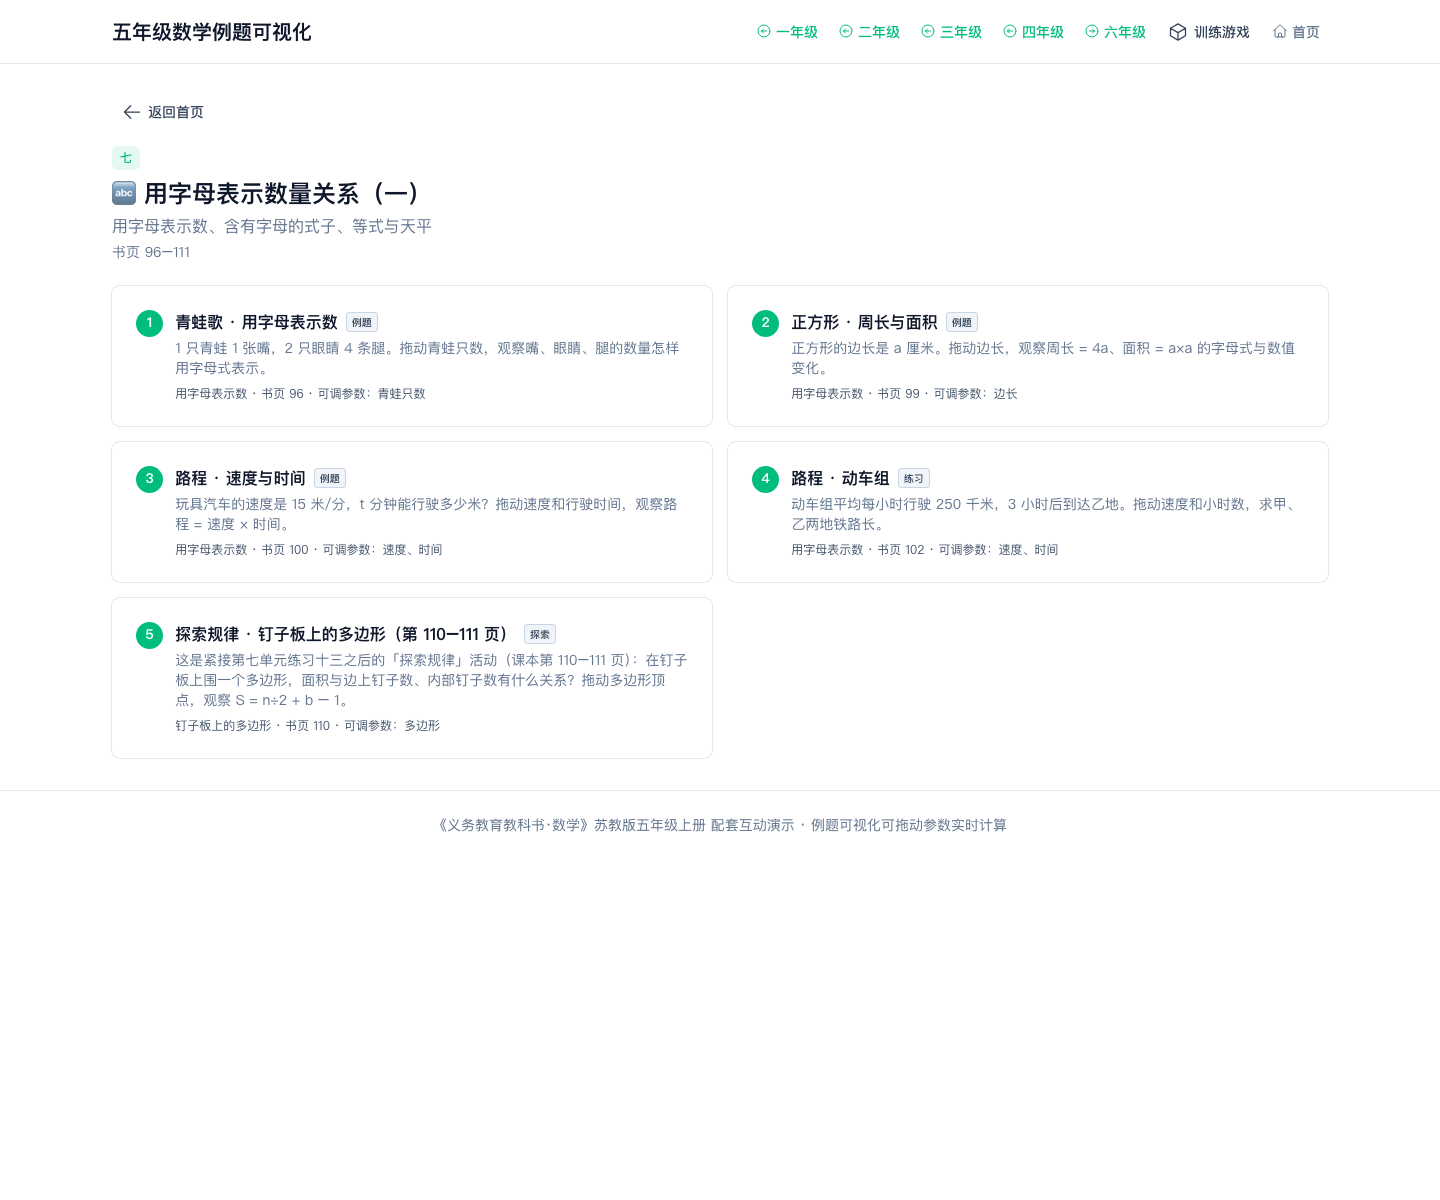 五年级数学例题可视化
一年级 二年级 三年级 四年级 六年级 训练游戏 首页
返回首页
七
abc 用字母表示数量关系（一）
用字母表示数、含有字母的式子、等式与天平
书页 96—111
1 青蛙歌 · 用字母表示数 例题
1 只青蛙 1 张嘴，2 只眼睛 4 条腿。拖动青蛙只数，观察嘴、眼睛、腿的数量怎样
用字母式表示。
用字母表示数 · 书页 96 · 可调参数：青蛙只数
2 正方形 · 周长与面积 例题
正方形的边长是 a 厘米。拖动边长，观察周长 = 4a、面积 = a×a 的字母式与数值
变化。
用字母表示数 · 书页 99 · 可调参数：边长
3 路程 · 速度与时间 例题
玩具汽车的速度是 15 米/分，t 分钟能行驶多少米？拖动速度和行驶时间，观察路
程 = 速度 × 时间。
用字母表示数 · 书页 100 · 可调参数：速度、时间
4 路程 · 动车组 练习
动车组平均每小时行驶 250 千米，3 小时后到达乙地。拖动速度和小时数，求甲、
乙两地铁路长。
用字母表示数 · 书页 102 · 可调参数：速度、时间
5 探索规律 · 钉子板上的多边形（第 110—111 页） 探索
这是紧接第七单元练习十三之后的「探索规律」活动（课本第 110—111 页）：在钉子
板上围一个多边形，面积与边上钉子数、内部钉子数有什么关系？拖动多边形顶
点，观察 S = n÷2 + b − 1。
钉子板上的多边形 · 书页 110 · 可调参数：多边形
《义务教育教科书·数学》苏教版五年级上册 配套互动演示 · 例题可视化可拖动参数实时计算